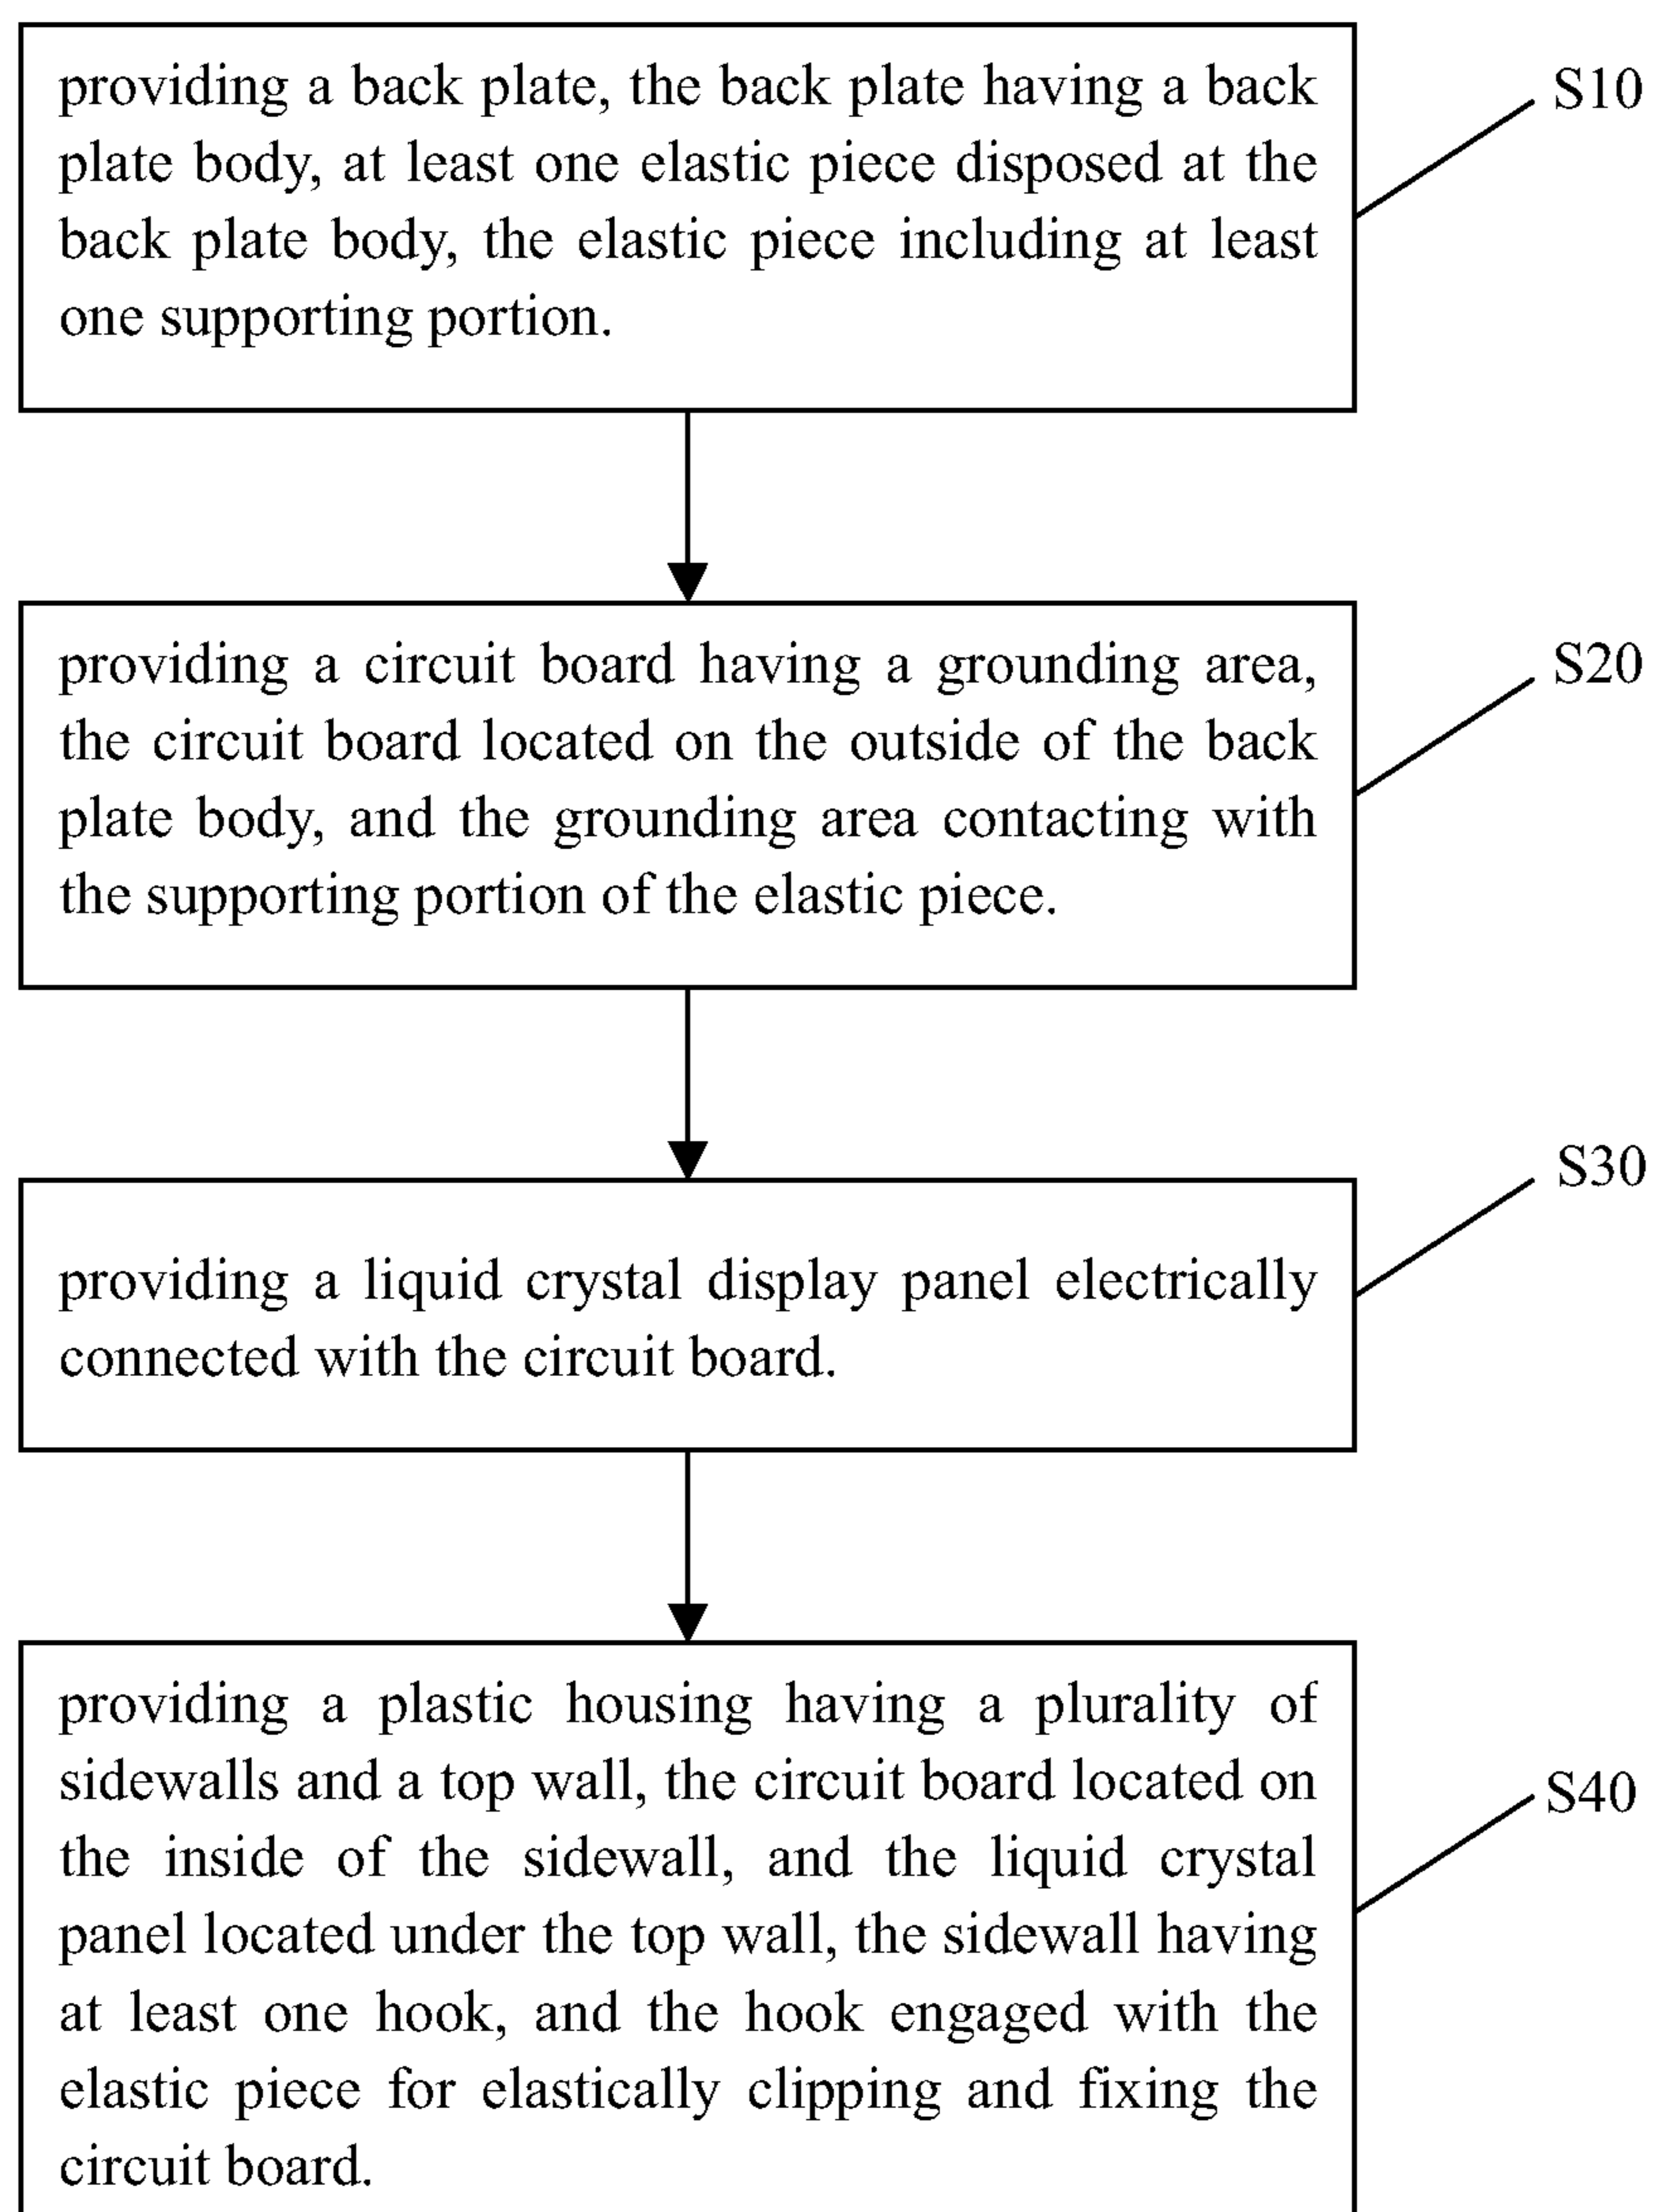 providing a back plate, the back plate having a back
plate body, at least one elastic piece disposed at the
back plate body, the elastic piece including at least
one supporting portion.
S10
providing a circuit board having a grounding area,
the circuit board located on the outside of the back
plate body, and the grounding area contacting with
the supporting portion of the elastic piece.
S20
providing a liquid crystal display panel electrically
connected with the circuit board.
S30
providing a plastic housing having a plurality of
sidewalls and a top wall, the circuit board located on
the inside of the sidewall, and the liquid crystal
panel located under the top wall, the sidewall having
at least one hook, and the hook engaged with the
elastic piece for elastically clipping and fixing the
circuit board.
S40